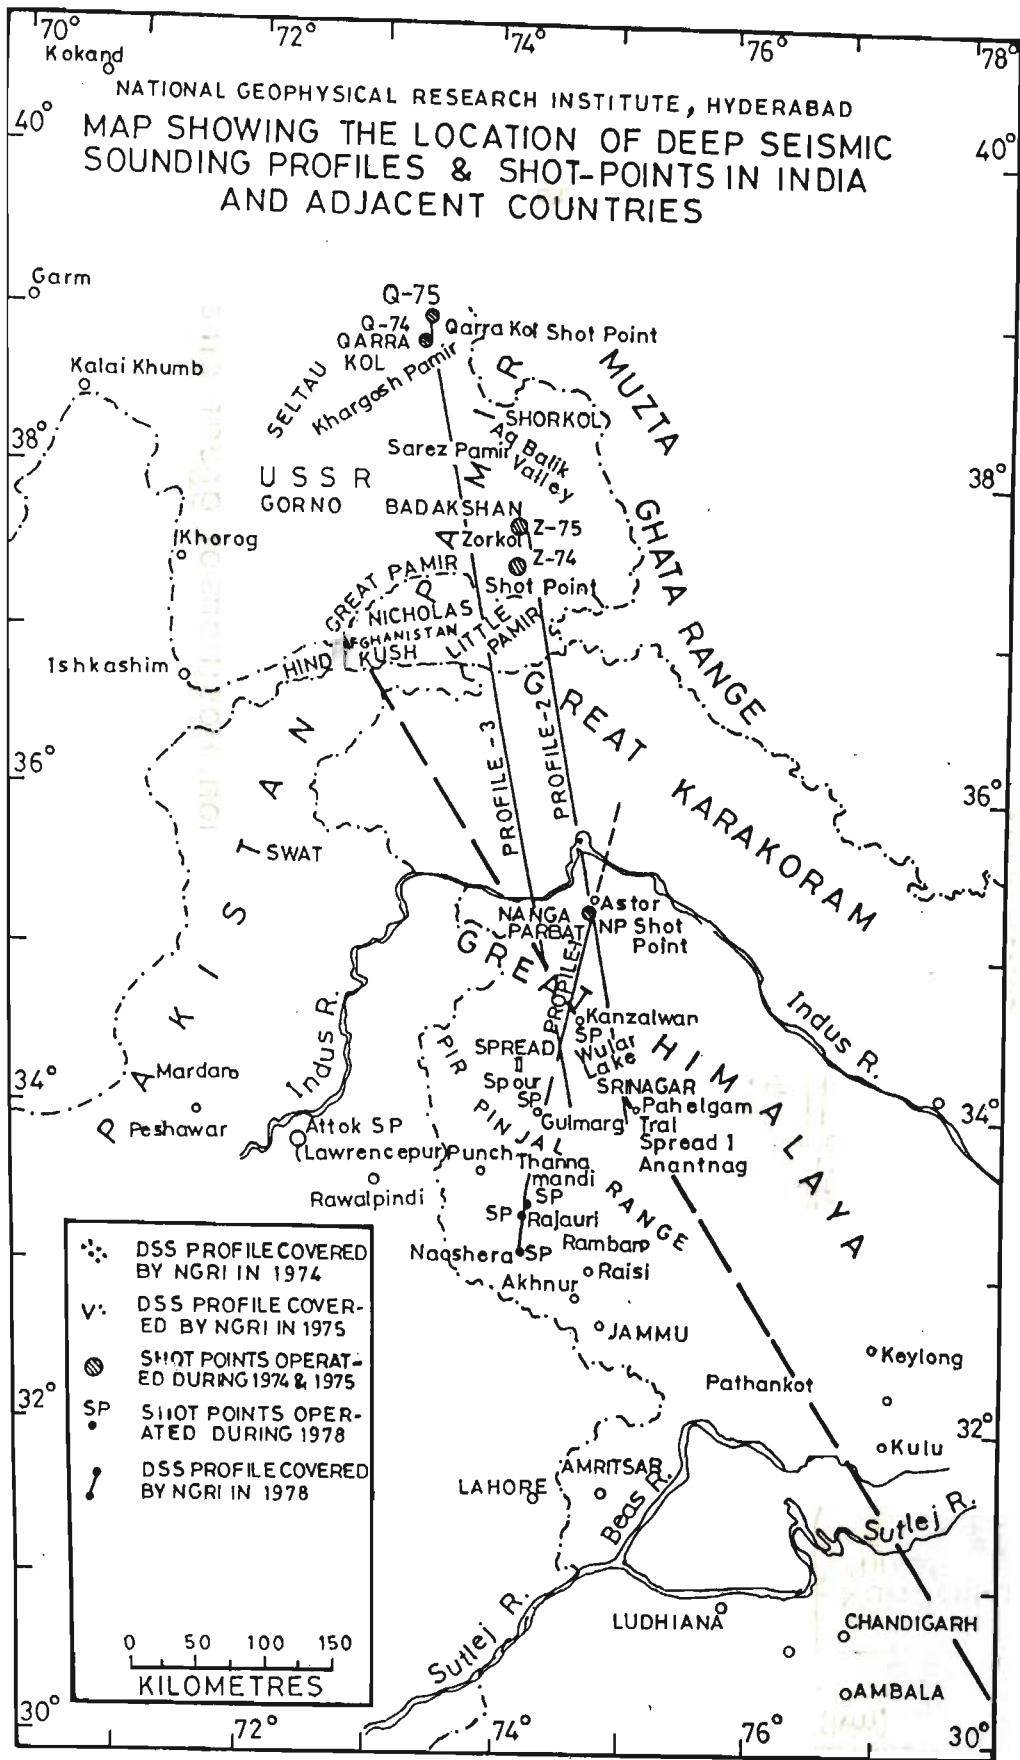 70° 72° 74° 76° 78°
Kokand
NATIONAL GEOPHYSICAL RESEARCH INSTITUTE, HYDERABAD
40° 40°
MAP SHOWING THE LOCATION OF DEEP SEISMIC
SOUNDING PROFILES & SHOT-POINTS IN INDIA
AND ADJACENT COUNTRIES
Garm
Q-75
Q-74
Qarra Kol Shot Point
QARRA
KOL
Kalai Khumb
SELTAU
Khargosh Pamir
PAMIR
MUZTA
GHATA RANGE
SHORKOL
38° 38°
Sarez Pamir
Aq Balik
Valley
USSR
GORNO
BADAKSHAN
Z-75
Khorog
Zorkol
Z-74
Shot Point
GREAT PAMIR
NICHOLAS
AFGHANISTAN
LITTLE
PAMIR
Ishkashim
HIND
KUSH
GREAT KARAKORAM
PROFILE-3
PROFILE-2
36° 36°
PAKISTAN
SWAT
Astor
NANGA
PARBAT
NP Shot
Point
GREAT HIMALAYA
PROFILE-1
Indus R.
Indus R.
Kanzalwan
SP
Wular
Lake
SPREAD
II
Spour
SP
SRINAGAR
34° 34°
Mardan
Peshawar
PIR
PINJAL
RANGE
Gulmarg
Pahelgam
Tral
Spread 1
Anantnag
Attok SP
(Lawrencepur)
Punch
Thanna
mandi
Rawalpindi
SP
SP
Rajauri
Ramban
Naoshera
SP
Raisi
Akhnur
JAMMU
Keylong
Pathankot
32° 32°
Kulu
AMRITSAR
LAHORE
Beas R.
Sutlej R.
LUDHIANA
CHANDIGARH
Sutlej R.
AMBALA
DSS PROFILE COVERED
BY NGRI IN 1974
DSS PROFILE COVER-
ED BY NGRI IN 1975
SHOT POINTS OPERAT-
ED DURING 1974 & 1975
SP
SHOT POINTS OPER-
ATED DURING 1978
DSS PROFILE COVERED
BY NGRI IN 1978
0 50 100 150
KILOMETRES
30° 72° 74° 76° 30°